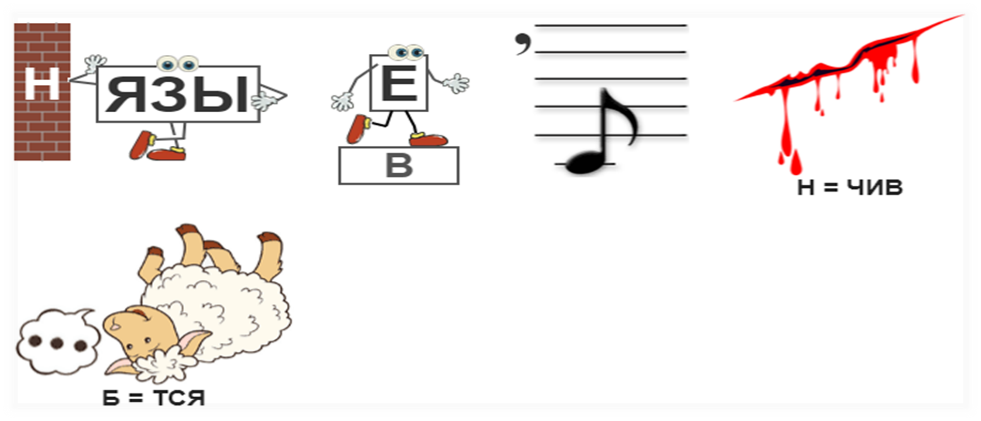 Н ЯЗЫ Е
В
,
Н = ЧИВ
...
Б = ТСЯ